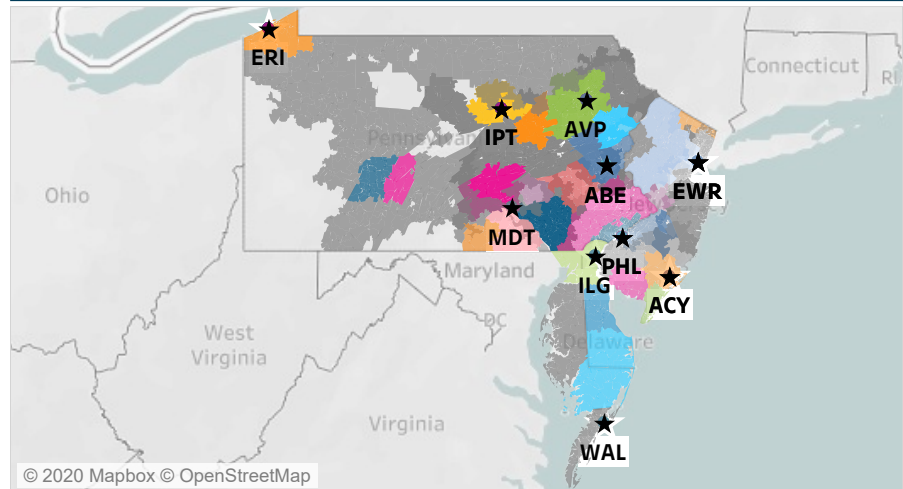 ERI
Connecticut
RI
IPT
AVP
Pennsylvan
ABE
EWR
Ohio
MDT
PHL
ILG
ACY
Maryland
DC
West
Virginia
Delaware
Virginia
WAL
© 2020 Mapbox © OpenStreetMap